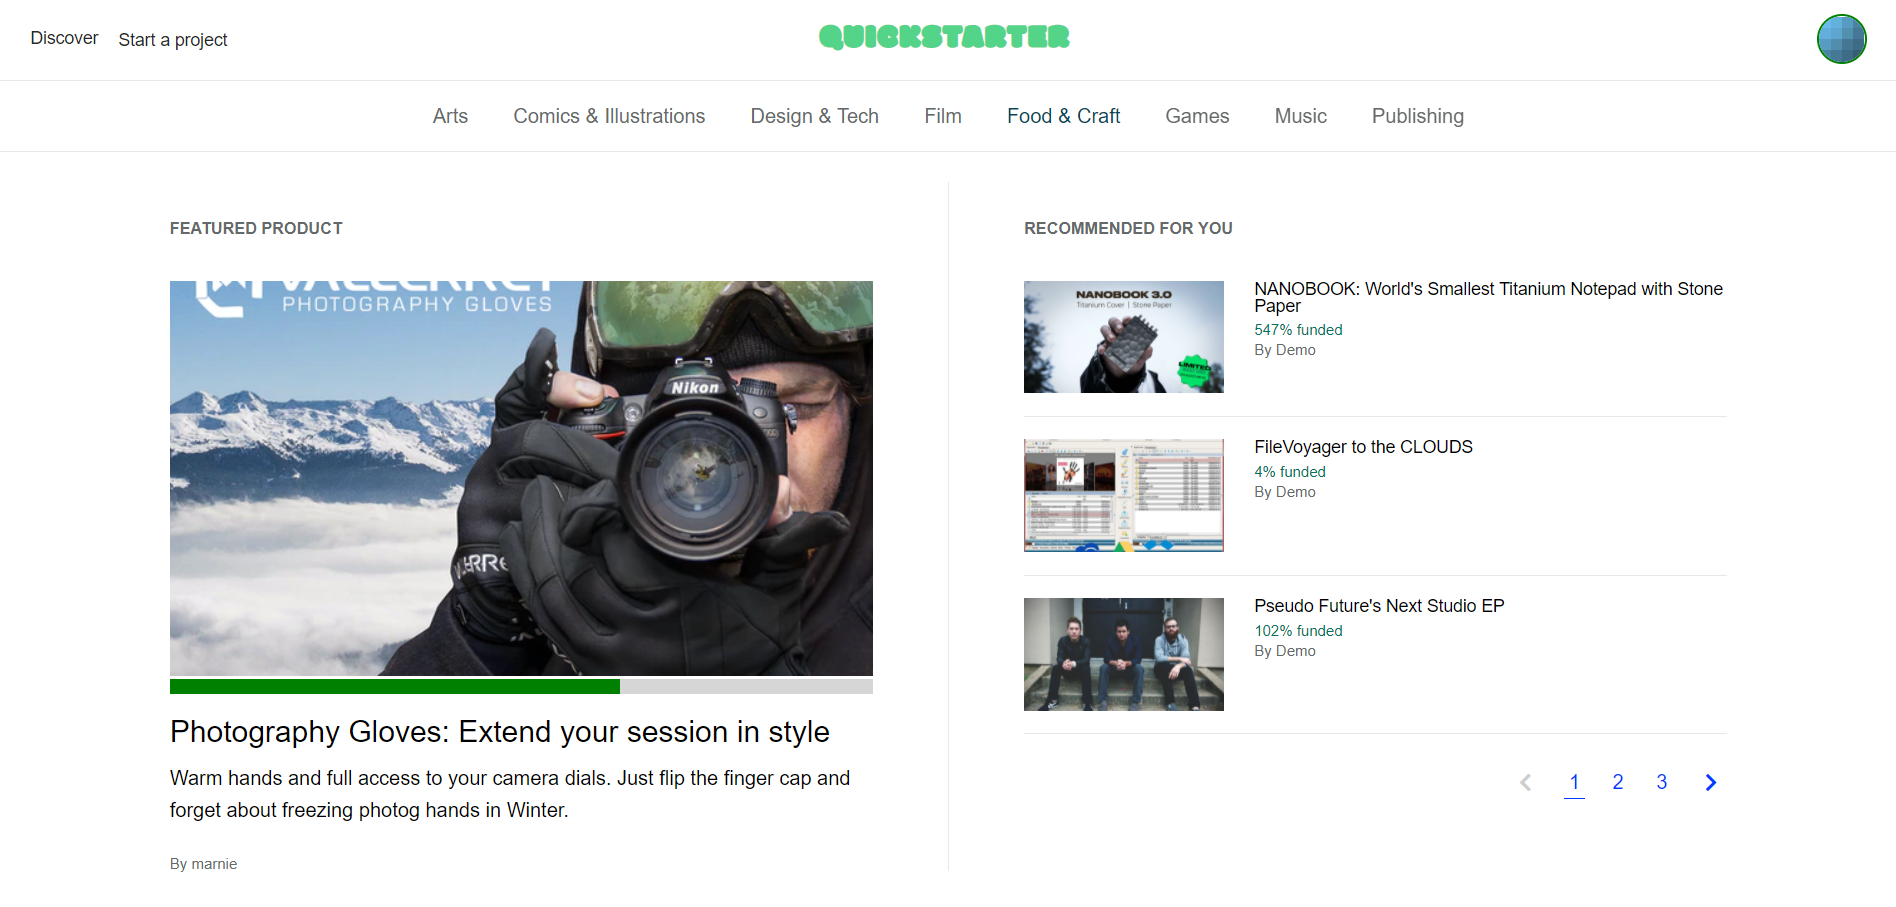 Discover
Start a project
QUICKSTARTER
Arts
Comics & Illustrations
Design & Tech
Film
Food & Craft
Games
Music
Publishing
FEATURED PRODUCT
PHOTOGRAPHY GLOVES
Nikon
Photography Gloves: Extend your session in style
Warm hands and full access to your camera dials. Just flip the finger cap and
forget about freezing photog hands in Winter.
By marnie
RECOMMENDED FOR YOU
NANOBOOK 3.0
Titanium Cover | Stone Paper
LIMITED
NANOBOOK: World's Smallest Titanium Notepad with Stone
Paper
547% funded
By Demo
FileVoyager to the CLOUDS
4% funded
By Demo
Pseudo Future's Next Studio EP
102% funded
By Demo
1 2 3